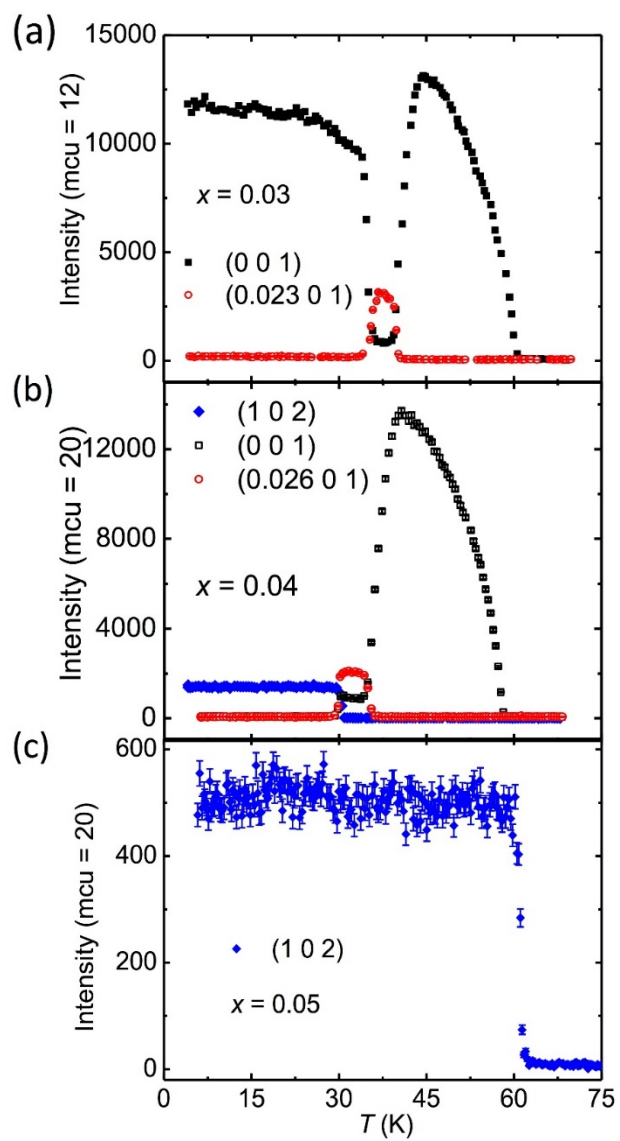 (a)
15000
10000
5000
0
Intensity (mcu = 12)
x = 0.03
(0 0 1)
(0.023 0 1)
(b)
12000
8000
4000
0
Intensity (mcu = 20)
(1 0 2)
(0 0 1)
(0.026 0 1)
x = 0.04
(c)
600
400
200
0
Intensity (mcu = 20)
(1 0 2)
x = 0.05
0 15 30 45 60 75
T (K)